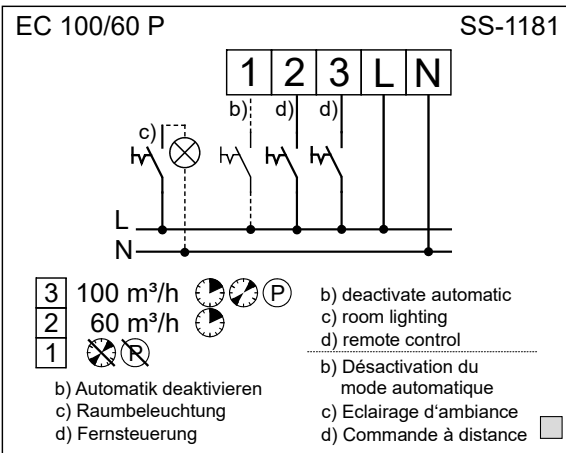 EC 100/60 P
SS-1181
1 2 3 L N
b) d) d)
c)
L
N
3 100 m³/h P
2 60 m³/h
1 P
b) Automatik deaktivieren
c) Raumbeleuchtung
d) Fernsteuerung
b) deactivate automatic
c) room lighting
d) remote control
b) Désactivation du
mode automatique
c) Eclairage d'ambiance
d) Commande à distance